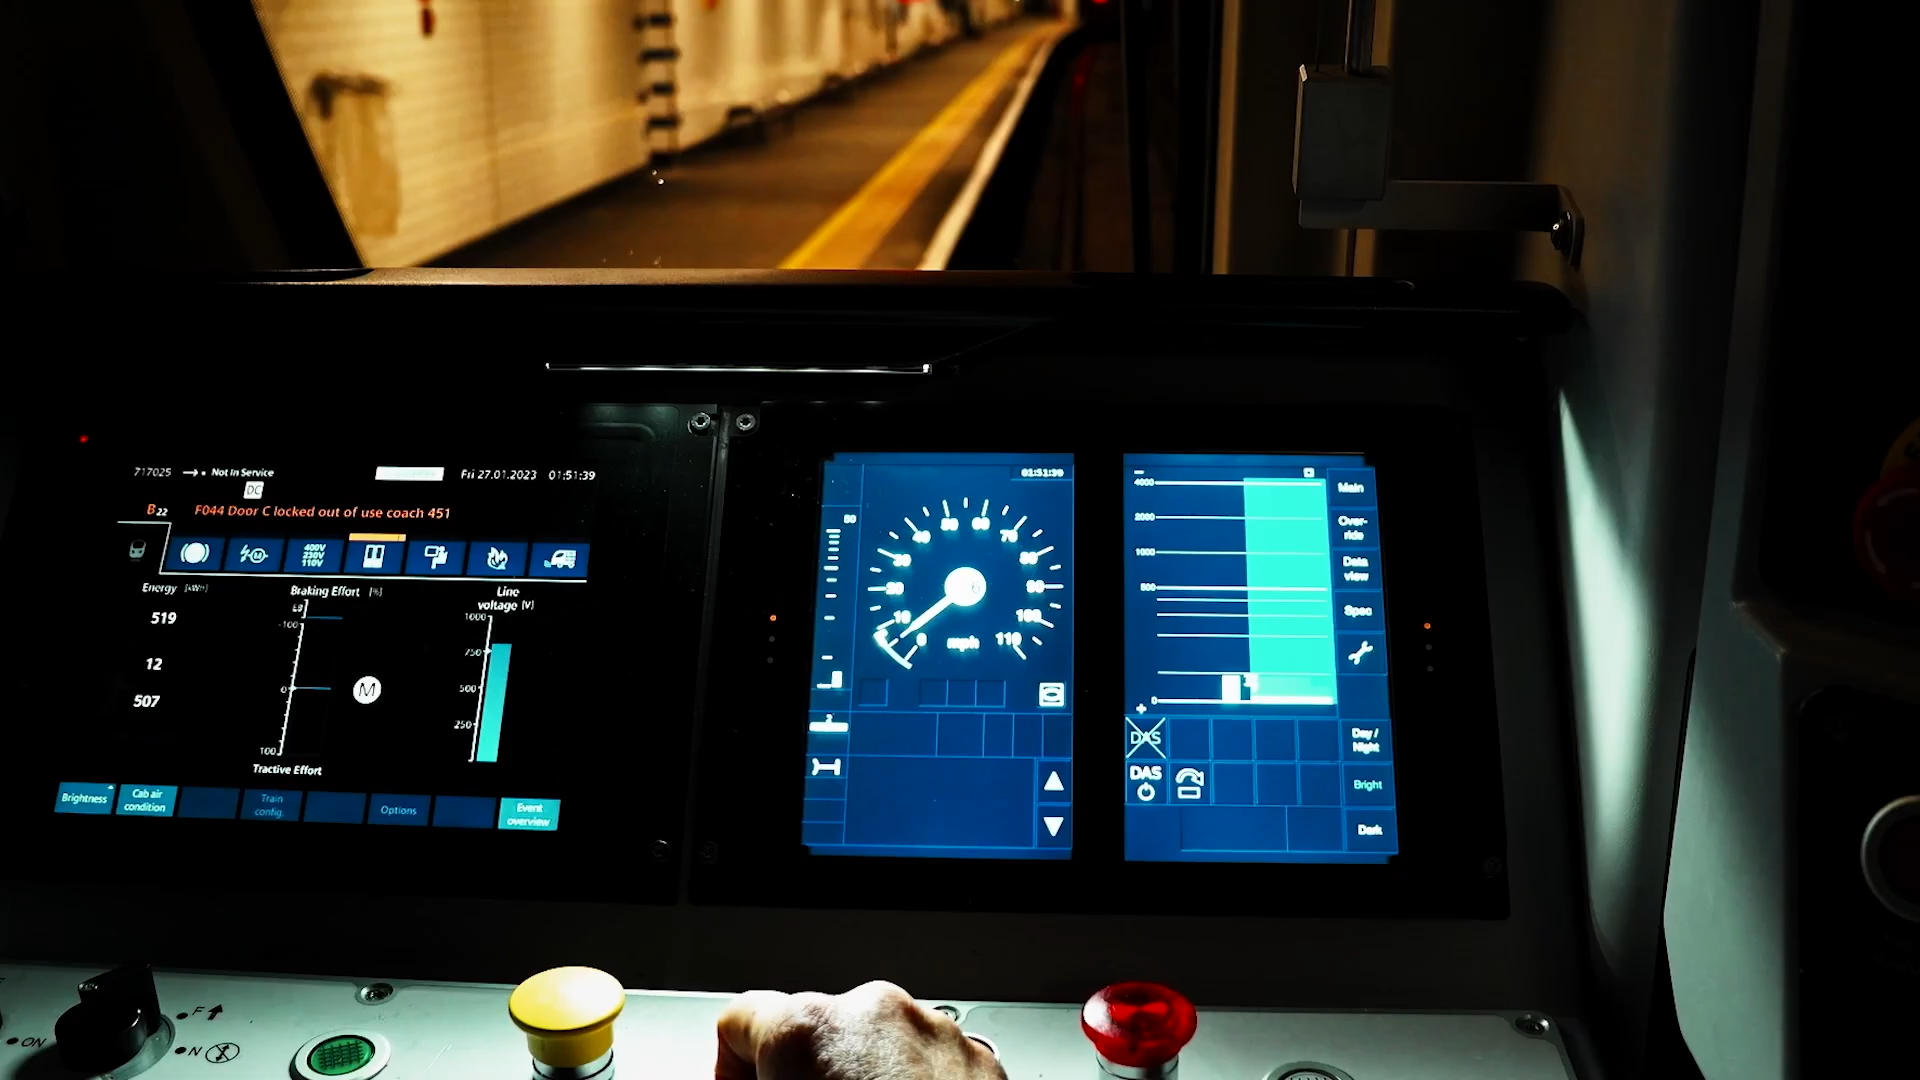 717025 → • Not In Service Fri 27.01.2023 01:51:39
DC
B 22 F044 Door C locked out of use coach 451
400V
230V
110V
Energy [kWh] Braking Effort [%] Line voltage [V]
519
12
507
-100
0
100
M
Tractive Effort
1000
750
500
250
Brightness
Cab air condition
Train config.
Options
Event overview
01:51:39
80
0 10 20 30 40 50 60 70 80 90 100 110
mph
2
4000
2000
1000
500
0
Main
Over-
ride
Data
view
Spec
DAS
DAS
Day /
Night
Bright
Dark
F
ON
N